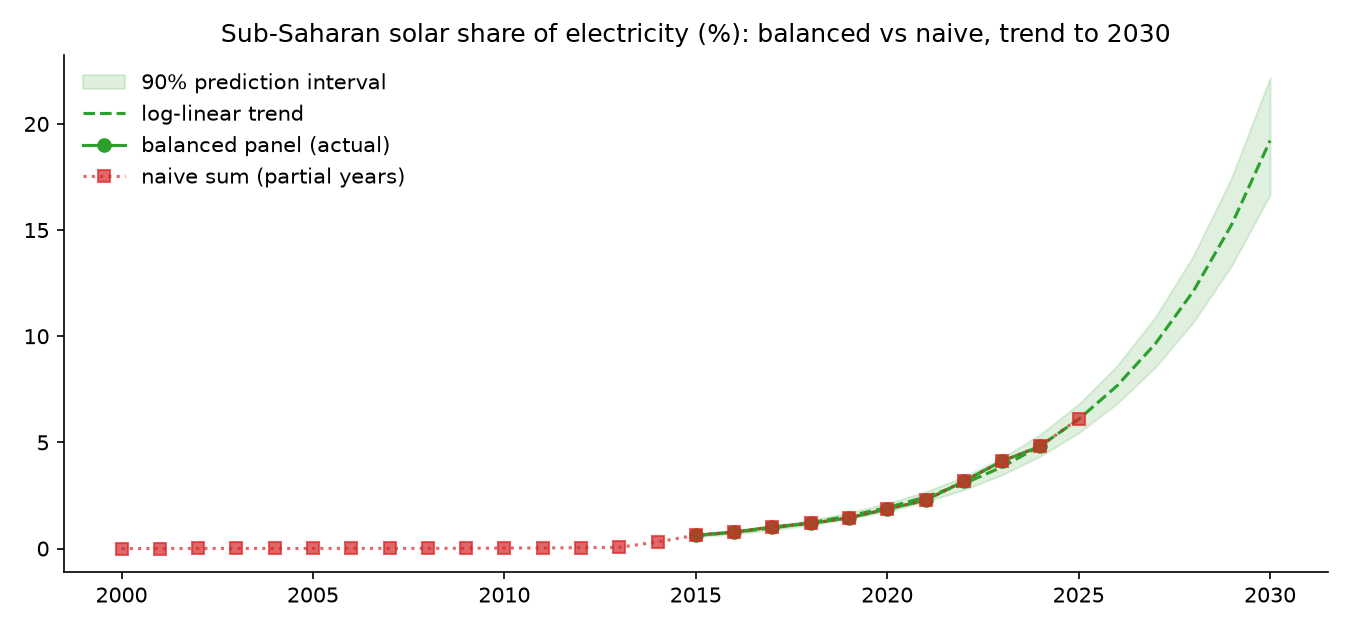 Sub-Saharan solar share of electricity (%): balanced vs naive, trend to 2030
90% prediction interval
log-linear trend
balanced panel (actual)
naive sum (partial years)
20
15
10
5
0
2000 2005 2010 2015 2020 2025 2030